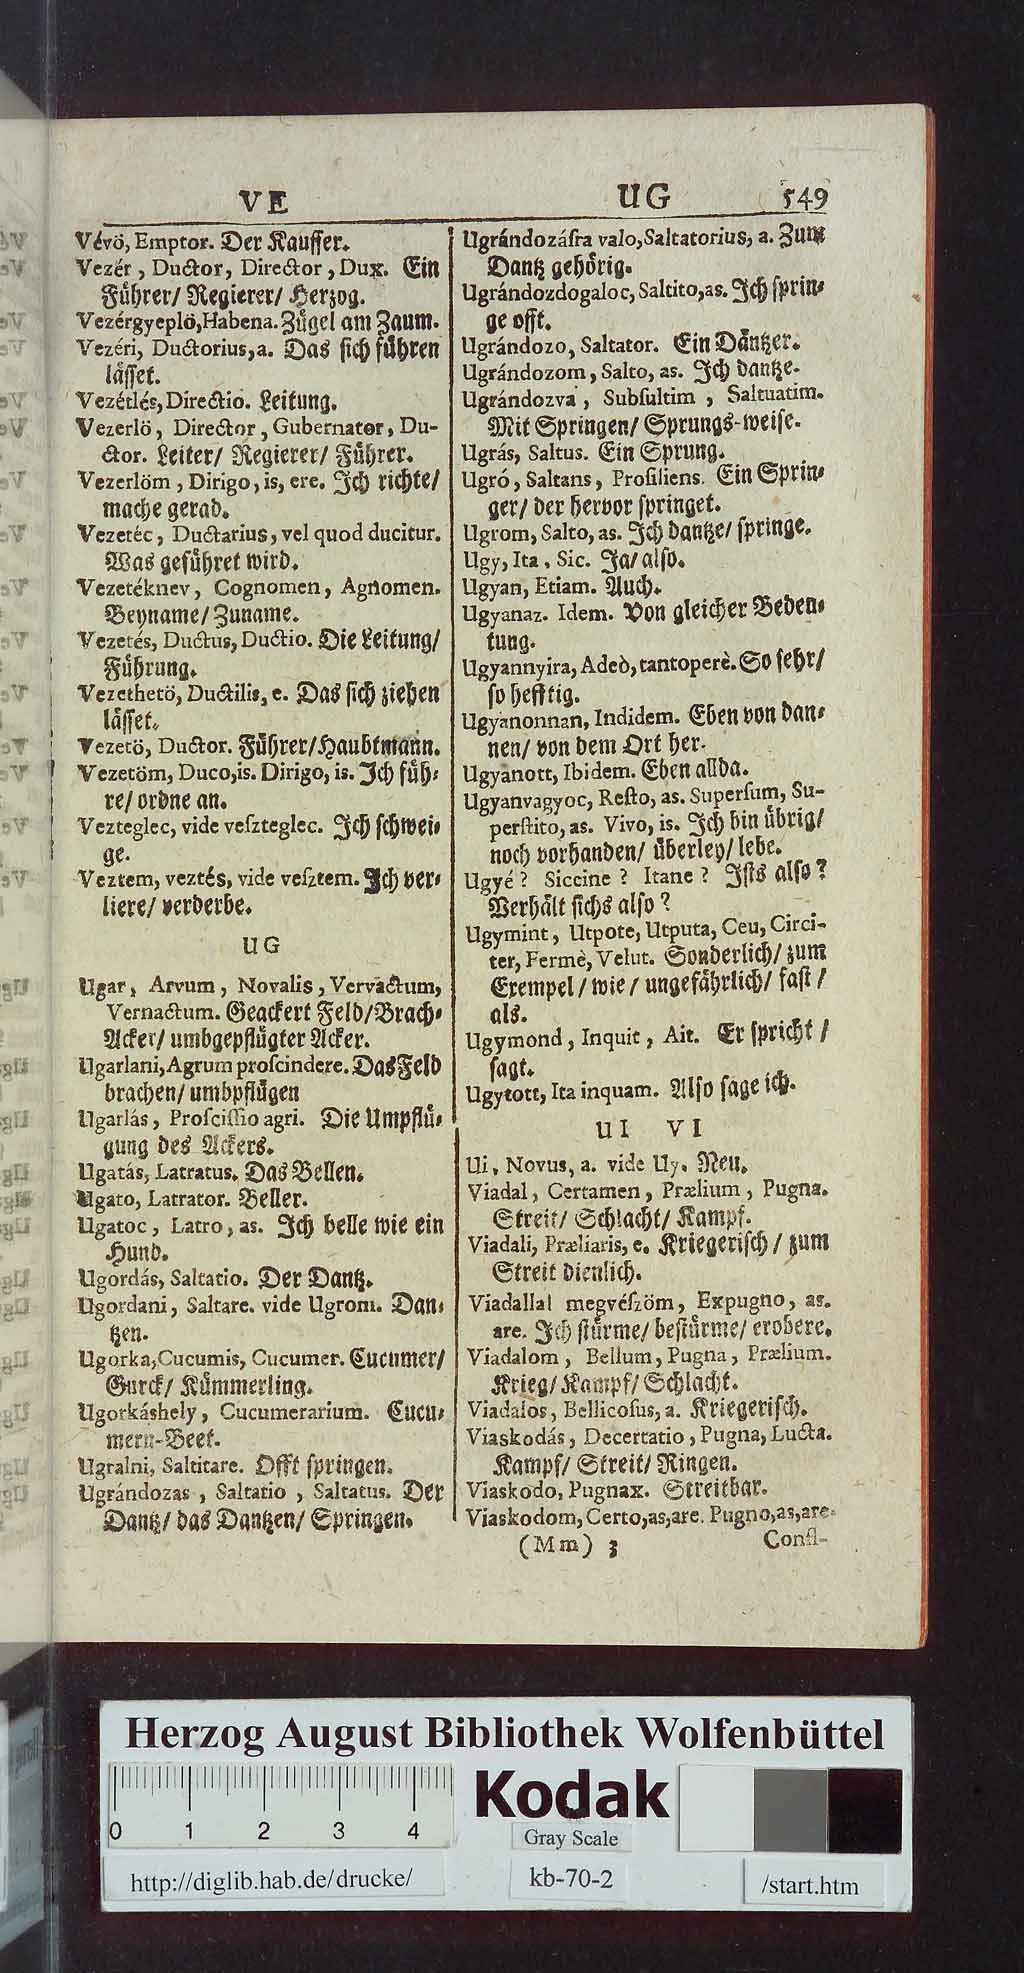 VE
UG 549
Vévö, Emptor. Der Kauffer.
Vezér, Ductor, Director, Dux. Ein
Führer/ Regierer/ Herzog.
Vezérgyeplö, Habena. Zügel am Zaum.
Vezéri, Ductorius, a. Das sich führen
lässet.
Vezétlés, Directio. Leitung.
Vezerlö, Director, Gubernator, Du-
ctor. Leiter/ Regierer/ Führer.
Vezerlöm, Dirigo, is, ere. Ich richte/
mache gerad.
Vezetéc, Ductarius, vel quod ducitur.
Was geführet wird.
Vezetéknev, Cognomen, Agnomen.
Beyname/ Zuname.
Vezetés, Ductus, Ductio. Die Leitung/
Führung.
Vezethetö, Ductilis, e. Das sich ziehen
lässet.
Vezetö, Ductor. Führer/ Haubtmann.
Vezetöm, Duco, is. Dirigo, is. Ich füh-
re/ ordne an.
Vezteglec, vide veszteglec. Ich schwei-
ge.
Veztem, veztés, vide vesztem. Ich ver-
liere/ verderbe.
UG
Ugar, Arvum, Novalis, Vervactum,
Vernactum. Geackert Feld/ Brach-
Acker/ umbgepflügter Acker.
Ugarlani, Agrum proscindere. Das Feld
brachen/ umbpflügen
Ugarlás, Proscissio agri. Die Umpflü-
gung des Ackers.
Ugatás, Latratus. Das Bellen.
Ugato, Latrator. Beller.
Ugatoc, Latro, as. Ich belle wie ein
Hund.
Ugordás, Saltatio. Der Dantz.
Ugordani, Saltare. vide Ugrom. Dan-
tzen.
Ugorka, Cucumis, Cucumer. Cucumer/
Gurck/ Kümmerling.
Ugorkáshely, Cucumerarium. Cucu-
mern-Beet.
Ugralni, Saltitare. Offt springen.
Ugrándozas, Saltatio, Saltatus. Der
Dantz/ das Dantzen/ Springen.
Ugrándozásra valo, Saltatorius, a. Zum
Dantz gehörig.
Ugrándozdogaloc, Saltito, as. Ich sprin-
ge offt.
Ugrándozo, Saltator. Ein Däntzer.
Ugrándozom, Salto, as. Ich dantze.
Ugrándozva, Subsultim, Saltuatim.
Mit Springen/ Sprungs-weise.
Ugrás, Saltus. Ein Sprung.
Ugró, Saltans, Prosiliens. Ein Sprin-
ger/ der hervor springet.
Ugrom, Salto, as. Ich dantze/ springe.
Ugy, Ita, Sic. Ja/ also.
Ugyan, Etiam. Auch.
Ugyanaz. Idem. Von gleicher Beden-
tung.
Ugyannyira, Adeò, tantoperè. So sehr/
so hefftig.
Ugyanonnan, Indidem. Eben von dan-
nen/ von dem Ort her.
Ugyanott, Ibidem. Eben allda.
Ugyanvagyoc, Resto, as. Supersum, Su-
perstito, as. Vivo, is. Ich bin übrig/
noch vorhanden/ überley/ lebe.
Ugyé? Siccine? Itane? Ists also?
Verhält sichs also?
Ugymint, Utpote, Utputa, Ceu, Circi-
ter, Fermè, Velut. Sonderlich/ zum
Exempel/ wie/ ungefährlich/ fast/
als.
Ugymond, Inquit, Ait. Er spricht/
sagt.
Ugytott, Ita inquam. Also sage ich.
UI VI
Ui, Novus, a. vide Uy. Neu.
Viadal, Certamen, Prælium, Pugna.
Streit/ Schlacht/ Kampf.
Viadali, Præliaris, e. Kriegerisch/ zum
Streit dienlich.
Viadallal megvészöm, Expugno, as.
are. Ich stürme/ bestürme/ erobere.
Viadalom, Bellum, Pugna, Prælium.
Krieg/ Kampf/ Schlacht.
Viadalos, Bellicosus, a. Kriegerisch.
Viaskodás, Decertatio, Pugna, Lucta.
Kampf/ Streit/ Ringen.
Viaskodo, Pugnax. Streitbar.
Viaskodom, Certo, as, are. Pugno, as, are.
(Mm) 3 Confl-
Herzog August Bibliothek Wolfenbüttel
Kodak
Gray Scale
0 1 2 3 4
http://diglib.hab.de/drucke/
kb-70-2
/start.htm